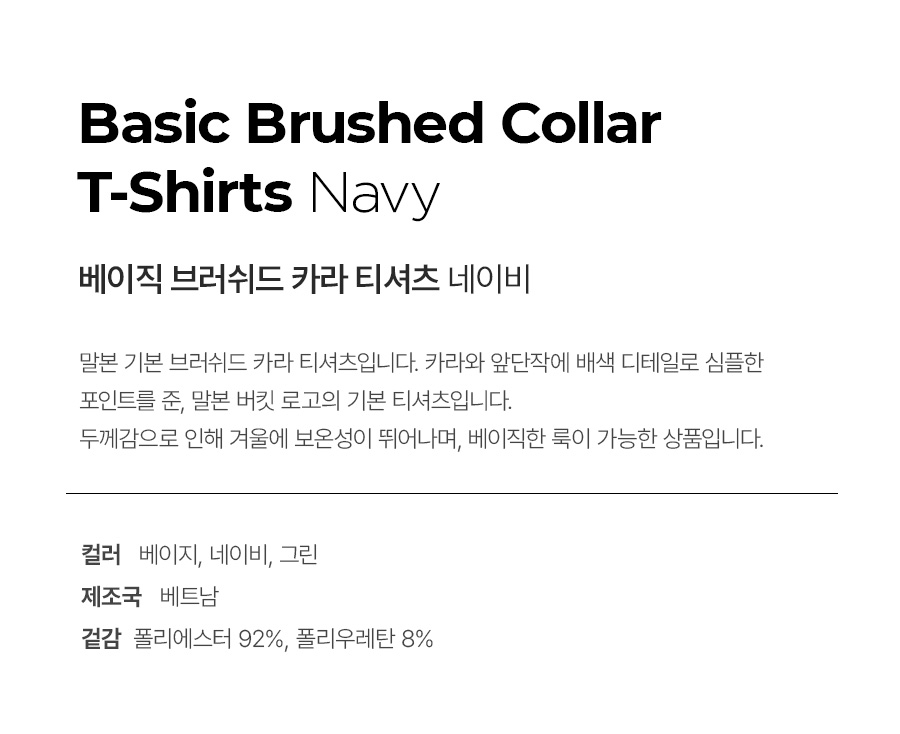 Basic Brushed Collar
T-Shirts Navy
베이직 브러쉬드 카라 티셔츠 네이비
말본 기본 브러쉬드 카라 티셔츠입니다. 카라와 앞단작에 배색 디테일로 심플한
포인트를 준, 말본 버킷 로고의 기본 티셔츠입니다.
두께감으로 인해 겨울에 보온성이 뛰어나며, 베이직한 룩이 가능한 상품입니다.
컬러 베이지, 네이비, 그린
제조국 베트남
겉감 폴리에스터 92%, 폴리우레탄 8%